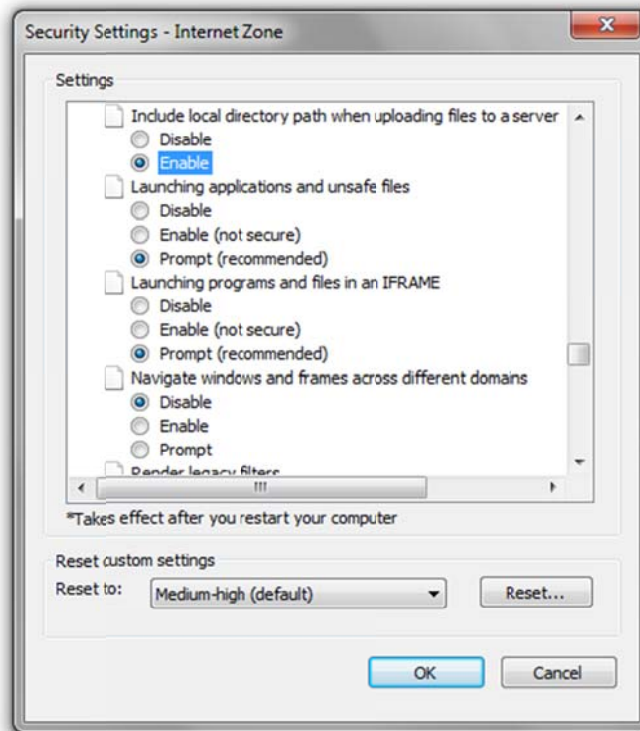 Security Settings - Internet Zone
Settings
Include local directory path when uploading files to a server
Disable
Enable
Launching applications and unsafe files
Disable
Enable (not secure)
Prompt (recommended)
Launching programs and files in an IFRAME
Disable
Enable (not secure)
Prompt (recommended)
Navigate windows and frames across different domains
Disable
Enable
Prompt
Render legacy filters
*Takes effect after you restart your computer
Reset custom settings
Reset to: Medium-high (default) Reset...
OK Cancel